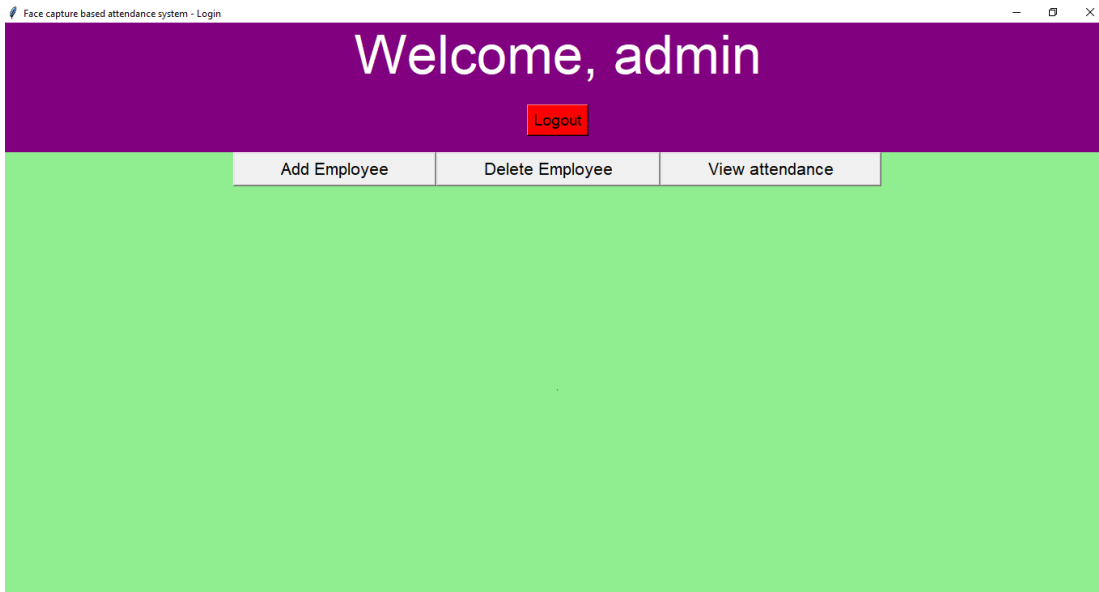 Face capture based attendance system - Login
Welcome, admin
Logout
Add Employee Delete Employee View attendance